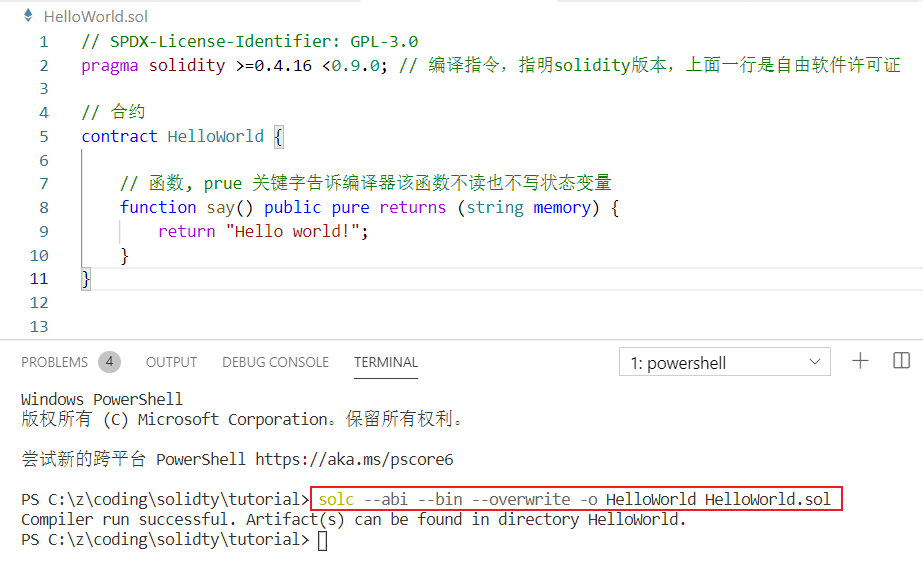 HelloWorld.sol
1 // SPDX-License-Identifier: GPL-3.0
2 pragma solidity >=0.4.16 <0.9.0; // 编译指令，指明solidity版本，上面一行是自由软件许可证
3
4 // 合约
5 contract HelloWorld {
6
7 // 函数, prue 关键字告诉编译器该函数不读也不写状态变量
8 function say() public pure returns (string memory) {
9 return "Hello world!";
10 }
11 }
12
13
PROBLEMS 4 OUTPUT DEBUG CONSOLE TERMINAL 1: powershell
Windows PowerShell
版权所有 (C) Microsoft Corporation。保留所有权利。
尝试新的跨平台 PowerShell https://aka.ms/pscore6
PS C:\z\coding\solidty\tutorial> solc --abi --bin --overwrite -o HelloWorld HelloWorld.sol
Compiler run successful. Artifact(s) can be found in directory HelloWorld.
PS C:\z\coding\solidty\tutorial>